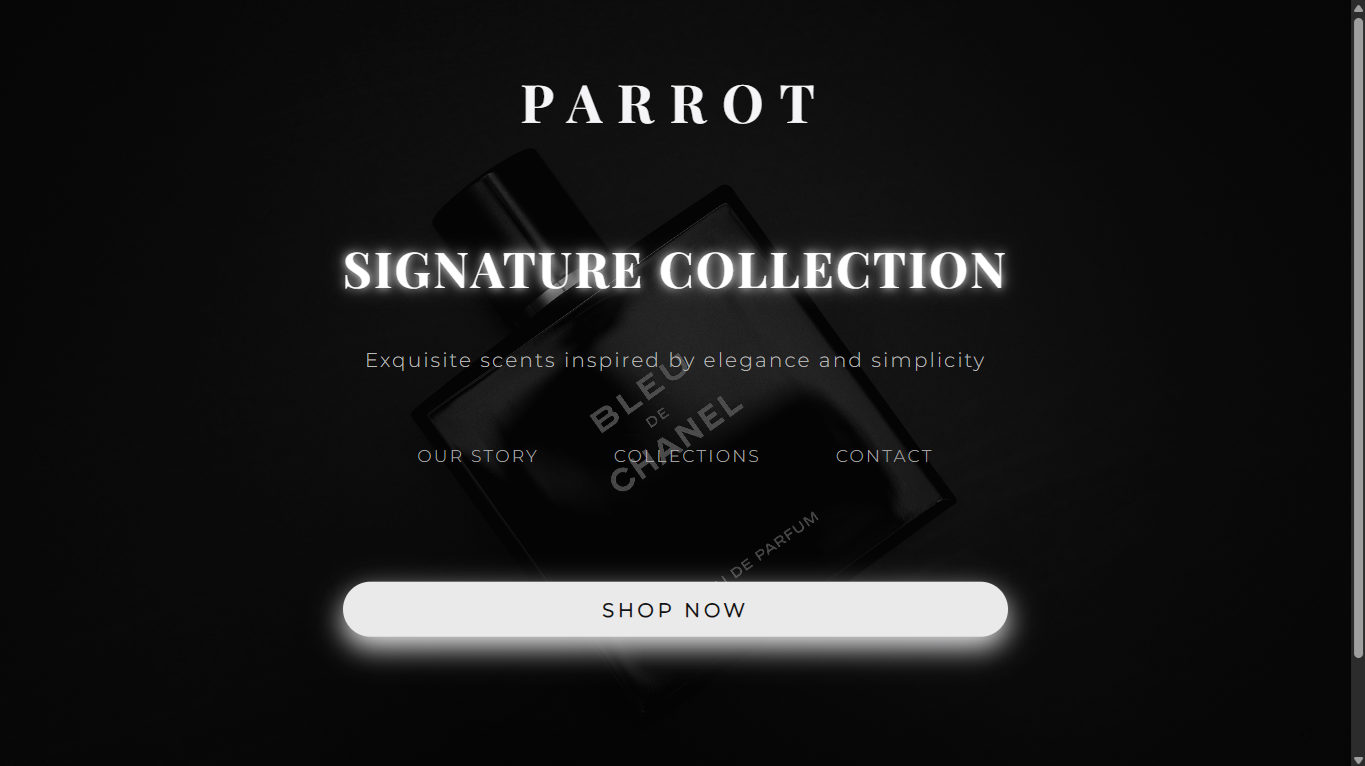 PARROT
SIGNATURE COLLECTION
Exquisite scents inspired by elegance and simplicity
BLEU
DE
CHANEL
OUR STORY COLLECTIONS CONTACT
DE PARFUM
SHOP NOW